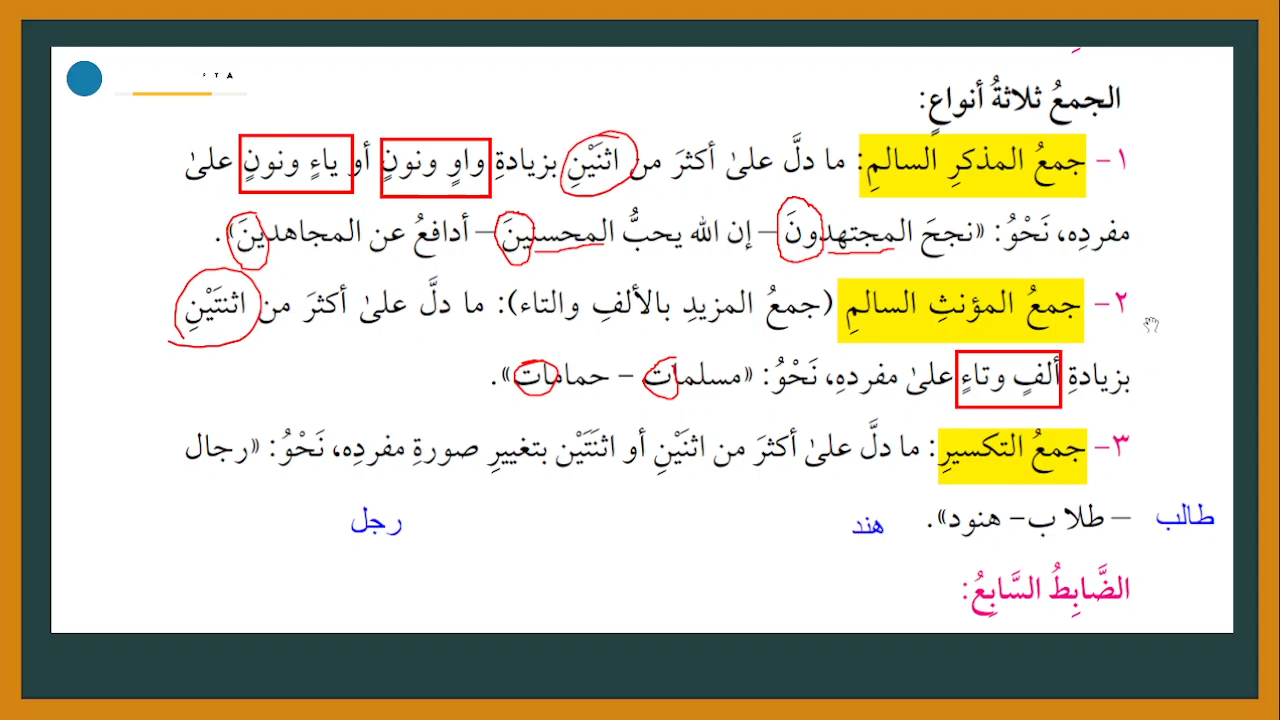 الجمعُ ثلاثةُ أنواعٍ:
١- جمعُ المذكرِ السالمِ: ما دلَّ علىٰ أكثرَ من اثنَيْنِ بزيادةِ واوٍ ونونٍ أو ياءٍ ونونٍ علىٰ
مفردِه، نَحْوُ: «نجحَ المجتهدونَ – إن الله يحبُّ المحسنينَ – أدافعُ عن المجاهدينَ».
٢- جمعُ المؤنثِ السالمِ (جمعُ المزيدِ بالألفِ والتاء): ما دلَّ علىٰ أكثرَ من اثنتَيْنِ
بزيادةِ ألفٍ وتاءٍ علىٰ مفردهِ، نَحْوُ: «مسلمات – حمامات».
٣- جمعُ التكسيرِ: ما دلَّ علىٰ أكثرَ من اثنَيْنِ أو اثنَتَيْن بتغييرِ صورةِ مفردِه، نَحْوُ: «رجال
طالب – طلا ب- هنود».
هند رجل
الضَّابِطُ السَّابِعُ: